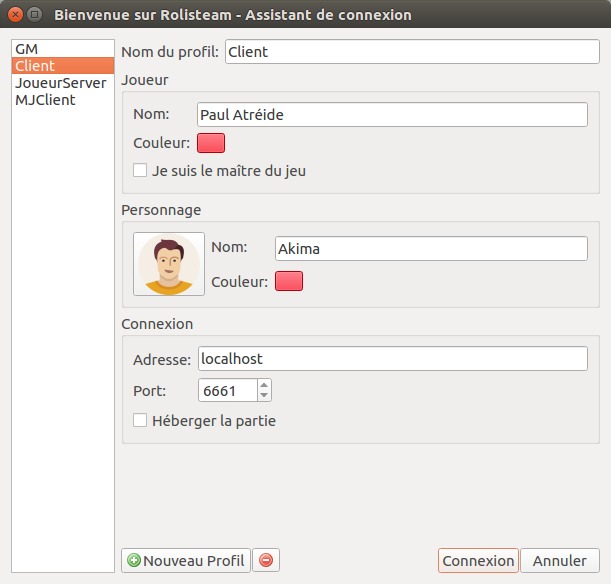 Bienvenue sur Rolisteam - Assistant de connexion
GM
Client
JoueurServer
MJClient
Nom du profil: Client
Joueur
Nom: Paul Atréide
Couleur:
Je suis le maître du jeu
Personnage
Nom: Akima
Couleur:
Connexion
Adresse: localhost
Port: 6661
Héberger la partie
Nouveau Profil
Connexion Annuler